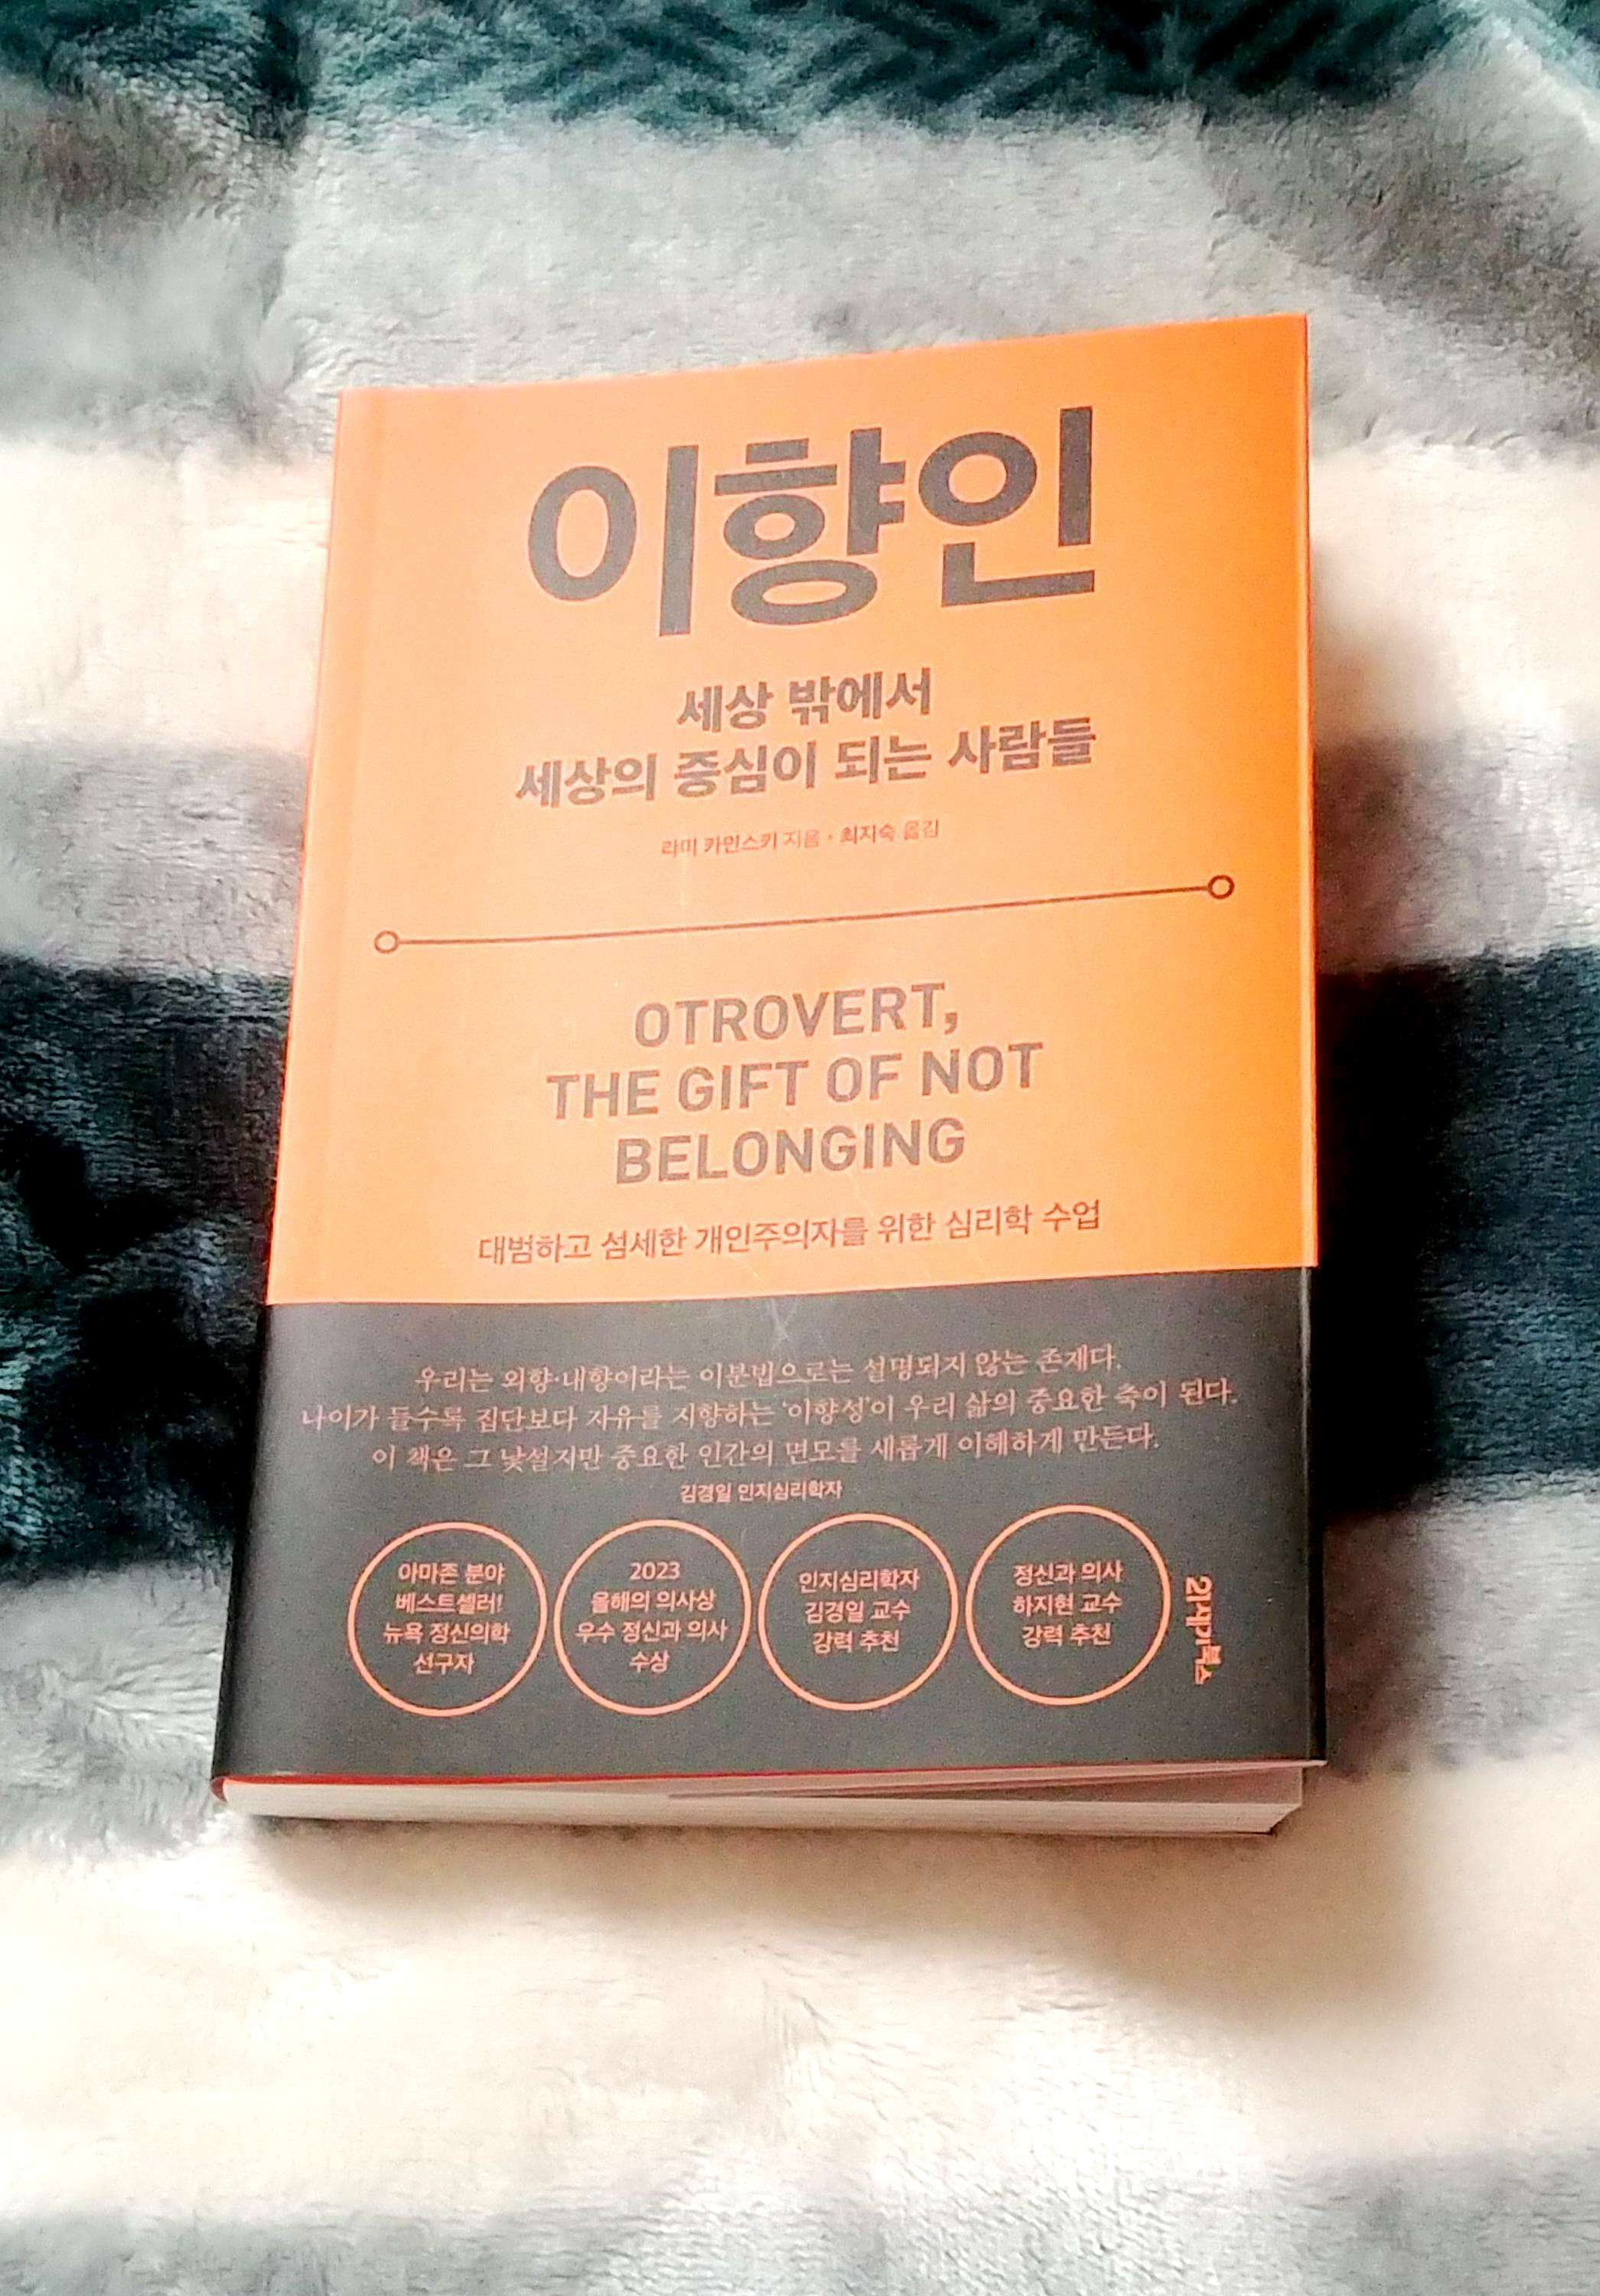 이향인
세상 밖에서
세상의 중심이 되는 사람들
라미 카민스키 지음 · 최지숙 옮김
OTROVERT,
THE GIFT OF NOT
BELONGING
대범하고 섬세한 개인주의자를 위한 심리학 수업
우리는 외향·내향이라는 이분법으로는 설명되지 않는 존재다.
나이가 들수록 집단보다 자유를 지향하는 '이향성'이 우리 삶의 중요한 축이 된다.
이 책은 그 낯설지만 중요한 인간의 면모를 새롭게 이해하게 만든다.
김경일 인지심리학자
아마존 분야
베스트셀러!
뉴욕 정신의학
선구자
2023
올해의 의사상
우수 정신과 의사
수상
인지심리학자
김경일 교수
강력 추천
정신과 의사
하지현 교수
강력 추천
21세기북스